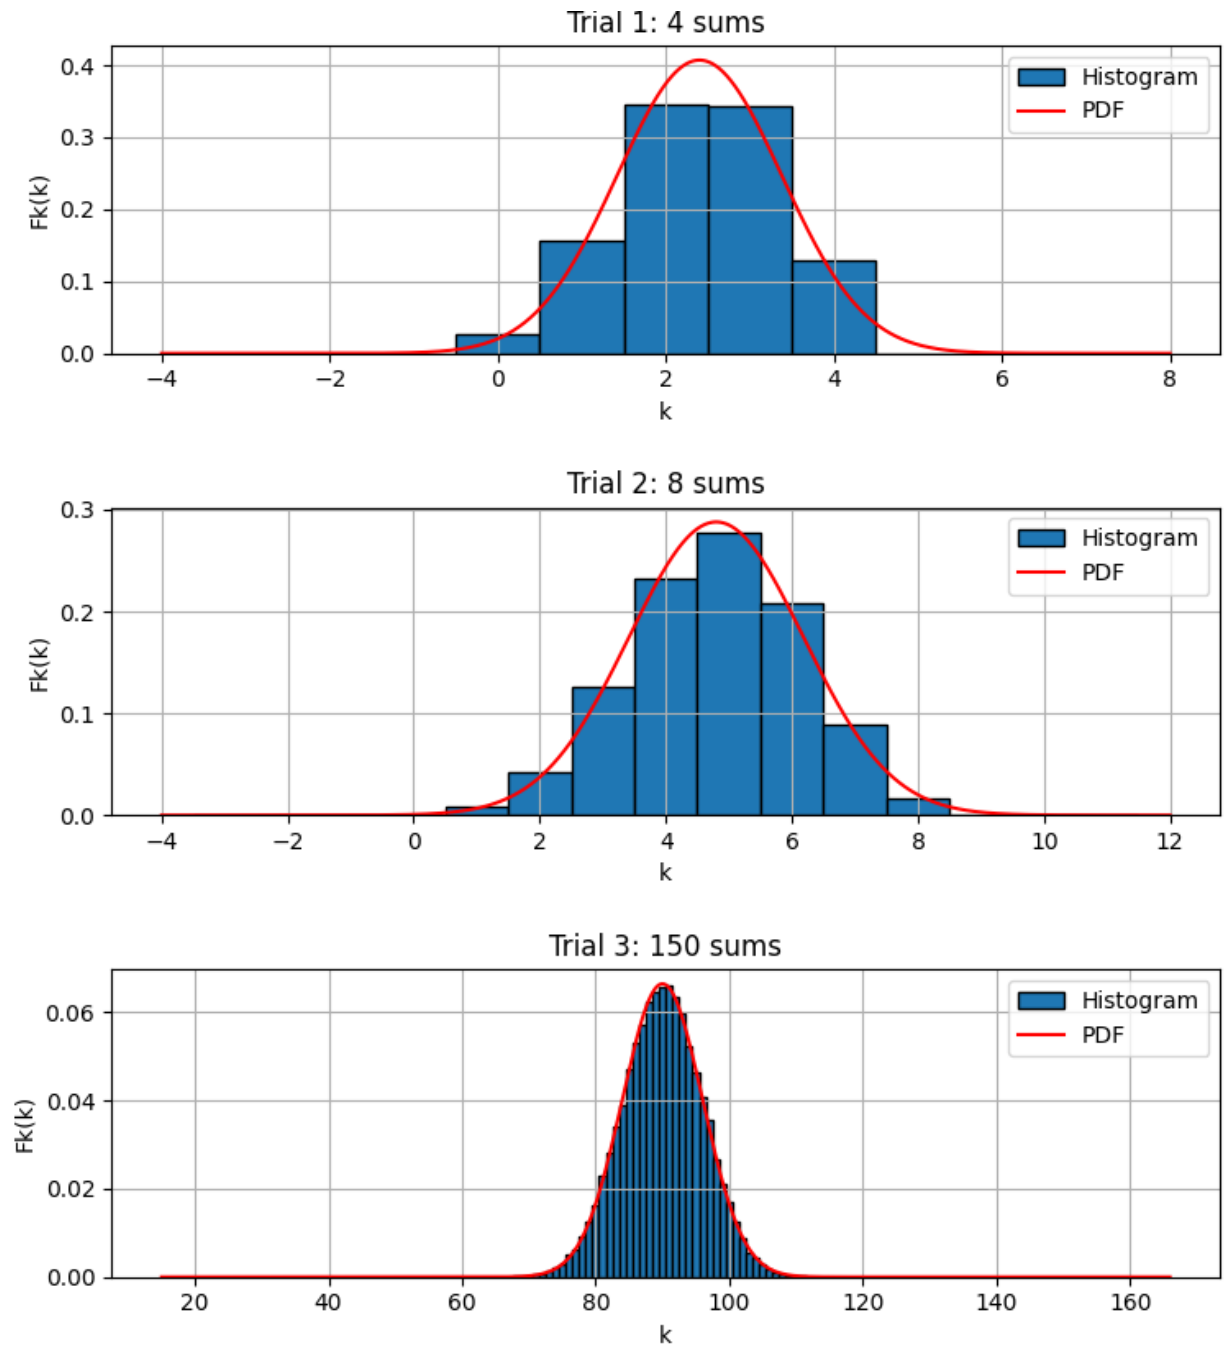 Trial 1: 4 sums
Histogram
PDF
Fk(k)
0.4
0.3
0.2
0.1
0.0
−4 −2 0 2 4 6 8
k
Trial 2: 8 sums
Histogram
PDF
Fk(k)
0.3
0.2
0.1
0.0
−4 −2 0 2 4 6 8 10 12
k
Trial 3: 150 sums
Histogram
PDF
Fk(k)
0.06
0.04
0.02
0.00
20 40 60 80 100 120 140 160
k